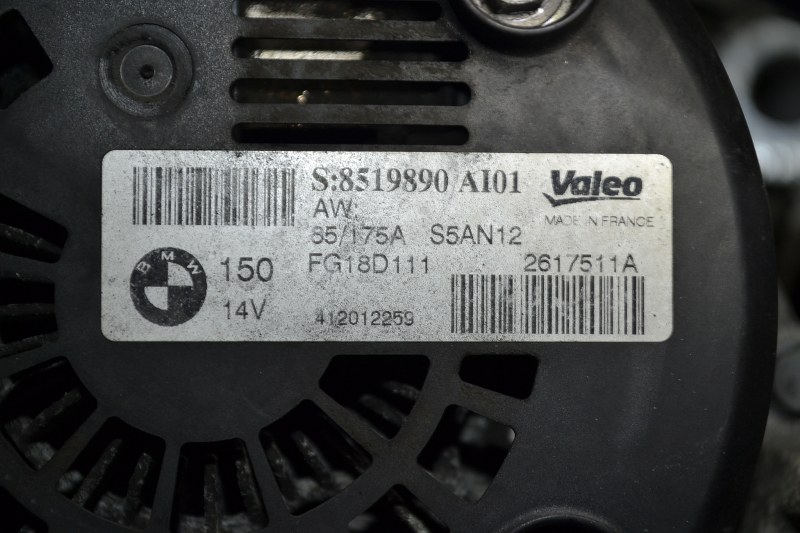 S:8519890 AI01
Valeo
AW:
MADE IN FRANCE
85/175A S5AN12
BMW
150
FG18D111
2617511A
14V
412012259